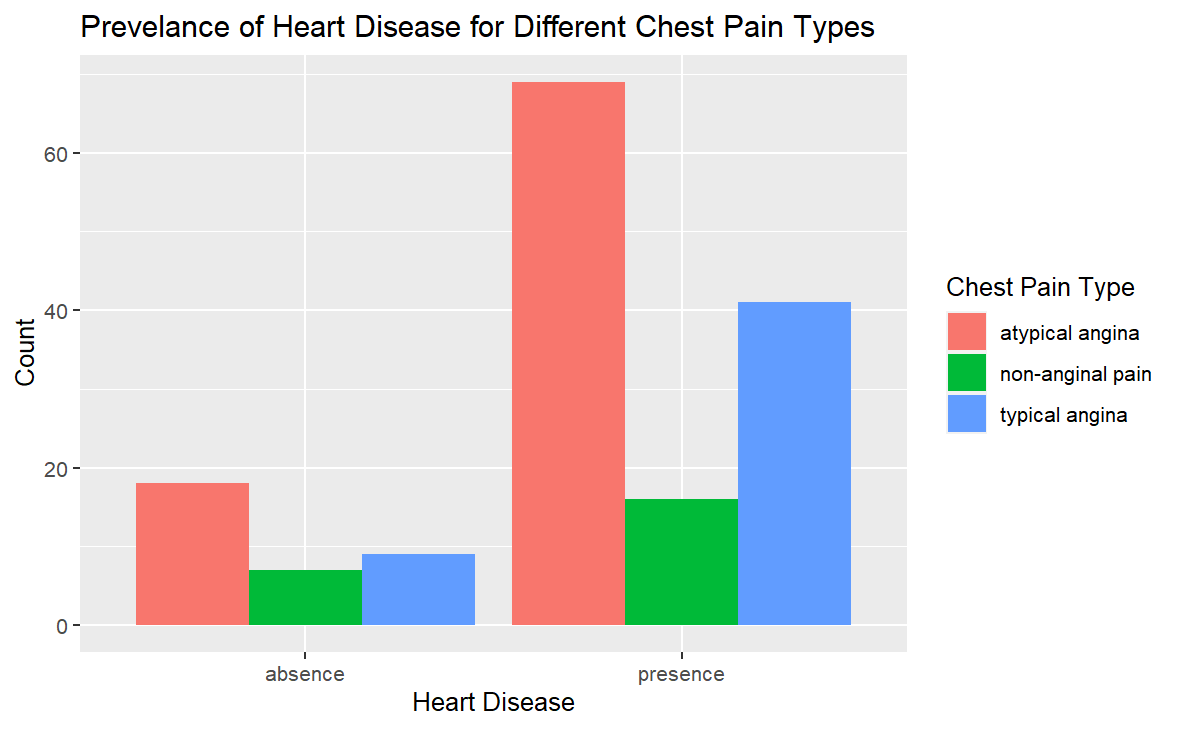 Prevelance of Heart Disease for Different Chest Pain Types
Count
60
40
20
0
absence
presence
Heart Disease
Chest Pain Type
atypical angina
non-anginal pain
typical angina